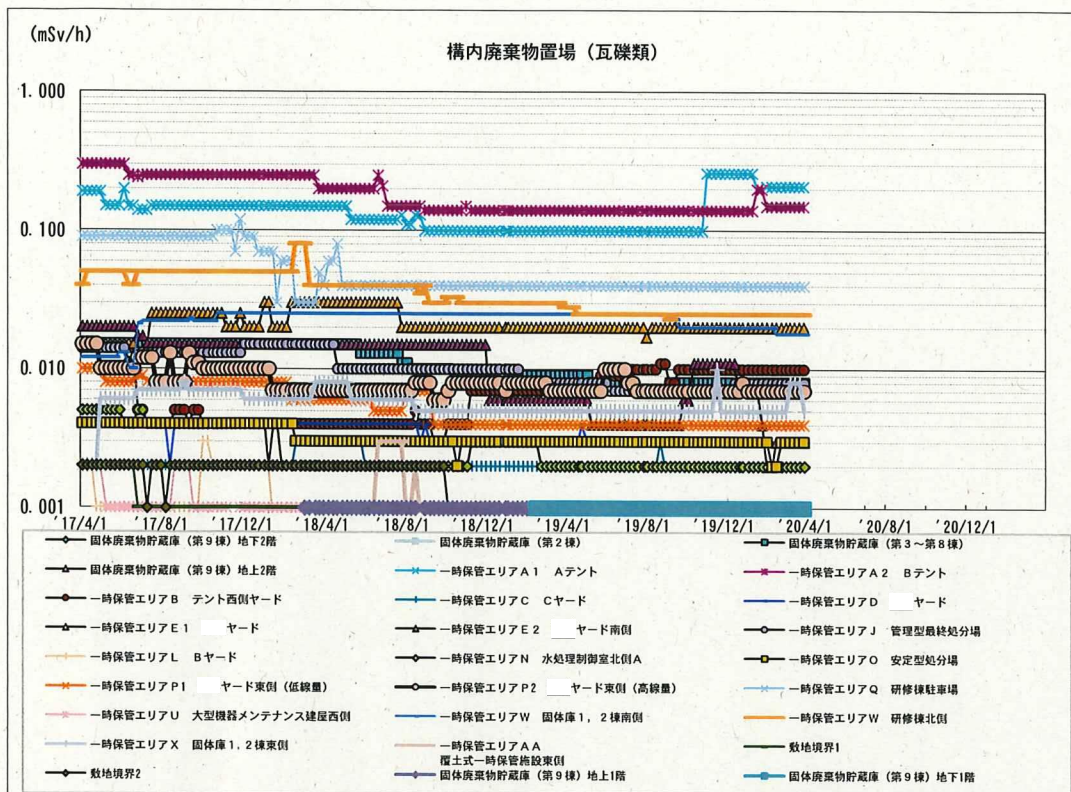 (mSv/h)
構内廃棄物置場(瓦礫類)
1.000
0.100
0.010
0.001
'17/4/1 '17/8/1 '17/12/1 '18/4/1 '18/8/1 '18/12/1 '19/4/1 '19/8/1 '19/12/1 '20/4/1 '20/8/1 '20/12/1
固体廃棄物貯蔵庫(第9棟)地下2階 固体廃棄物貯蔵庫(第2棟) 固体廃棄物貯蔵庫(第3~第8棟)
固体廃棄物貯蔵庫(第9棟)地上2階 一時保管エリアA1 Aテント 一時保管エリアA2 Bテント
一時保管エリアB テント西側ヤード 一時保管エリアC Cヤード 一時保管エリアD ヤード
一時保管エリアE1 ヤード 一時保管エリアE2 ヤード南側 一時保管エリアJ 管理型最終処分場
一時保管エリアL Bヤード 一時保管エリアN 水処理制御室北側A 一時保管エリアO 安定型処分場
一時保管エリアP1 ヤード東側(低線量) 一時保管エリアP2 ヤード東側(高線量) 一時保管エリアQ 研修棟駐車場
一時保管エリアU 大型機器メンテナンス建屋西側 一時保管エリアW 固体庫1,2棟南側 一時保管エリアW 研修棟北側
一時保管エリアX 固体庫1,2棟東側 一時保管エリアAA 敷地境界1
覆土式一時保管施設東側
敷地境界2 固体廃棄物貯蔵庫(第9棟)地上1階 固体廃棄物貯蔵庫(第9棟)地下1階